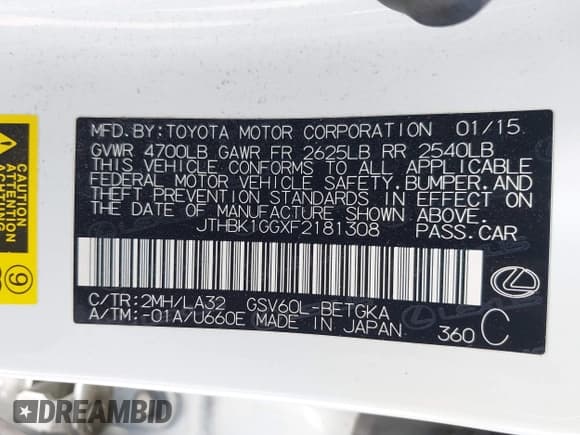 MFD.BY:TOYOTA MOTOR CORPORATION 01/15
GVWR 4700LB GAWR FR 2625LB RR 2540LB
THIS VEHICLE CONFORMS TO ALL APPLICABLE
FEDERAL MOTOR VEHICLE SAFETY,BUMPER,AND
THEFT PREVENTION STANDARDS IN EFFECT ON
THE DATE OF MANUFACTURE SHOWN ABOVE.
JTHBK1GGXF2181308 PASS.CAR
C/TR:2MH/LA32 GSV60L-BETGKA
A/TM:-01A/U660E MADE IN JAPAN 360 C
ATTENTION
9
DREAMBID